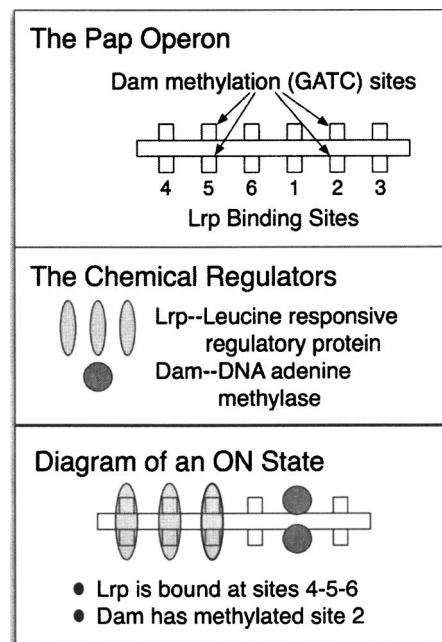 The Pap Operon
Dam methylation (GATC) sites
4 5 6 1 2 3
Lrp Binding Sites
The Chemical Regulators
Lrp--Leucine responsive
regulatory protein
Dam--DNA adenine
methylase
Diagram of an ON State
Lrp is bound at sites 4-5-6
Dam has methylated site 2